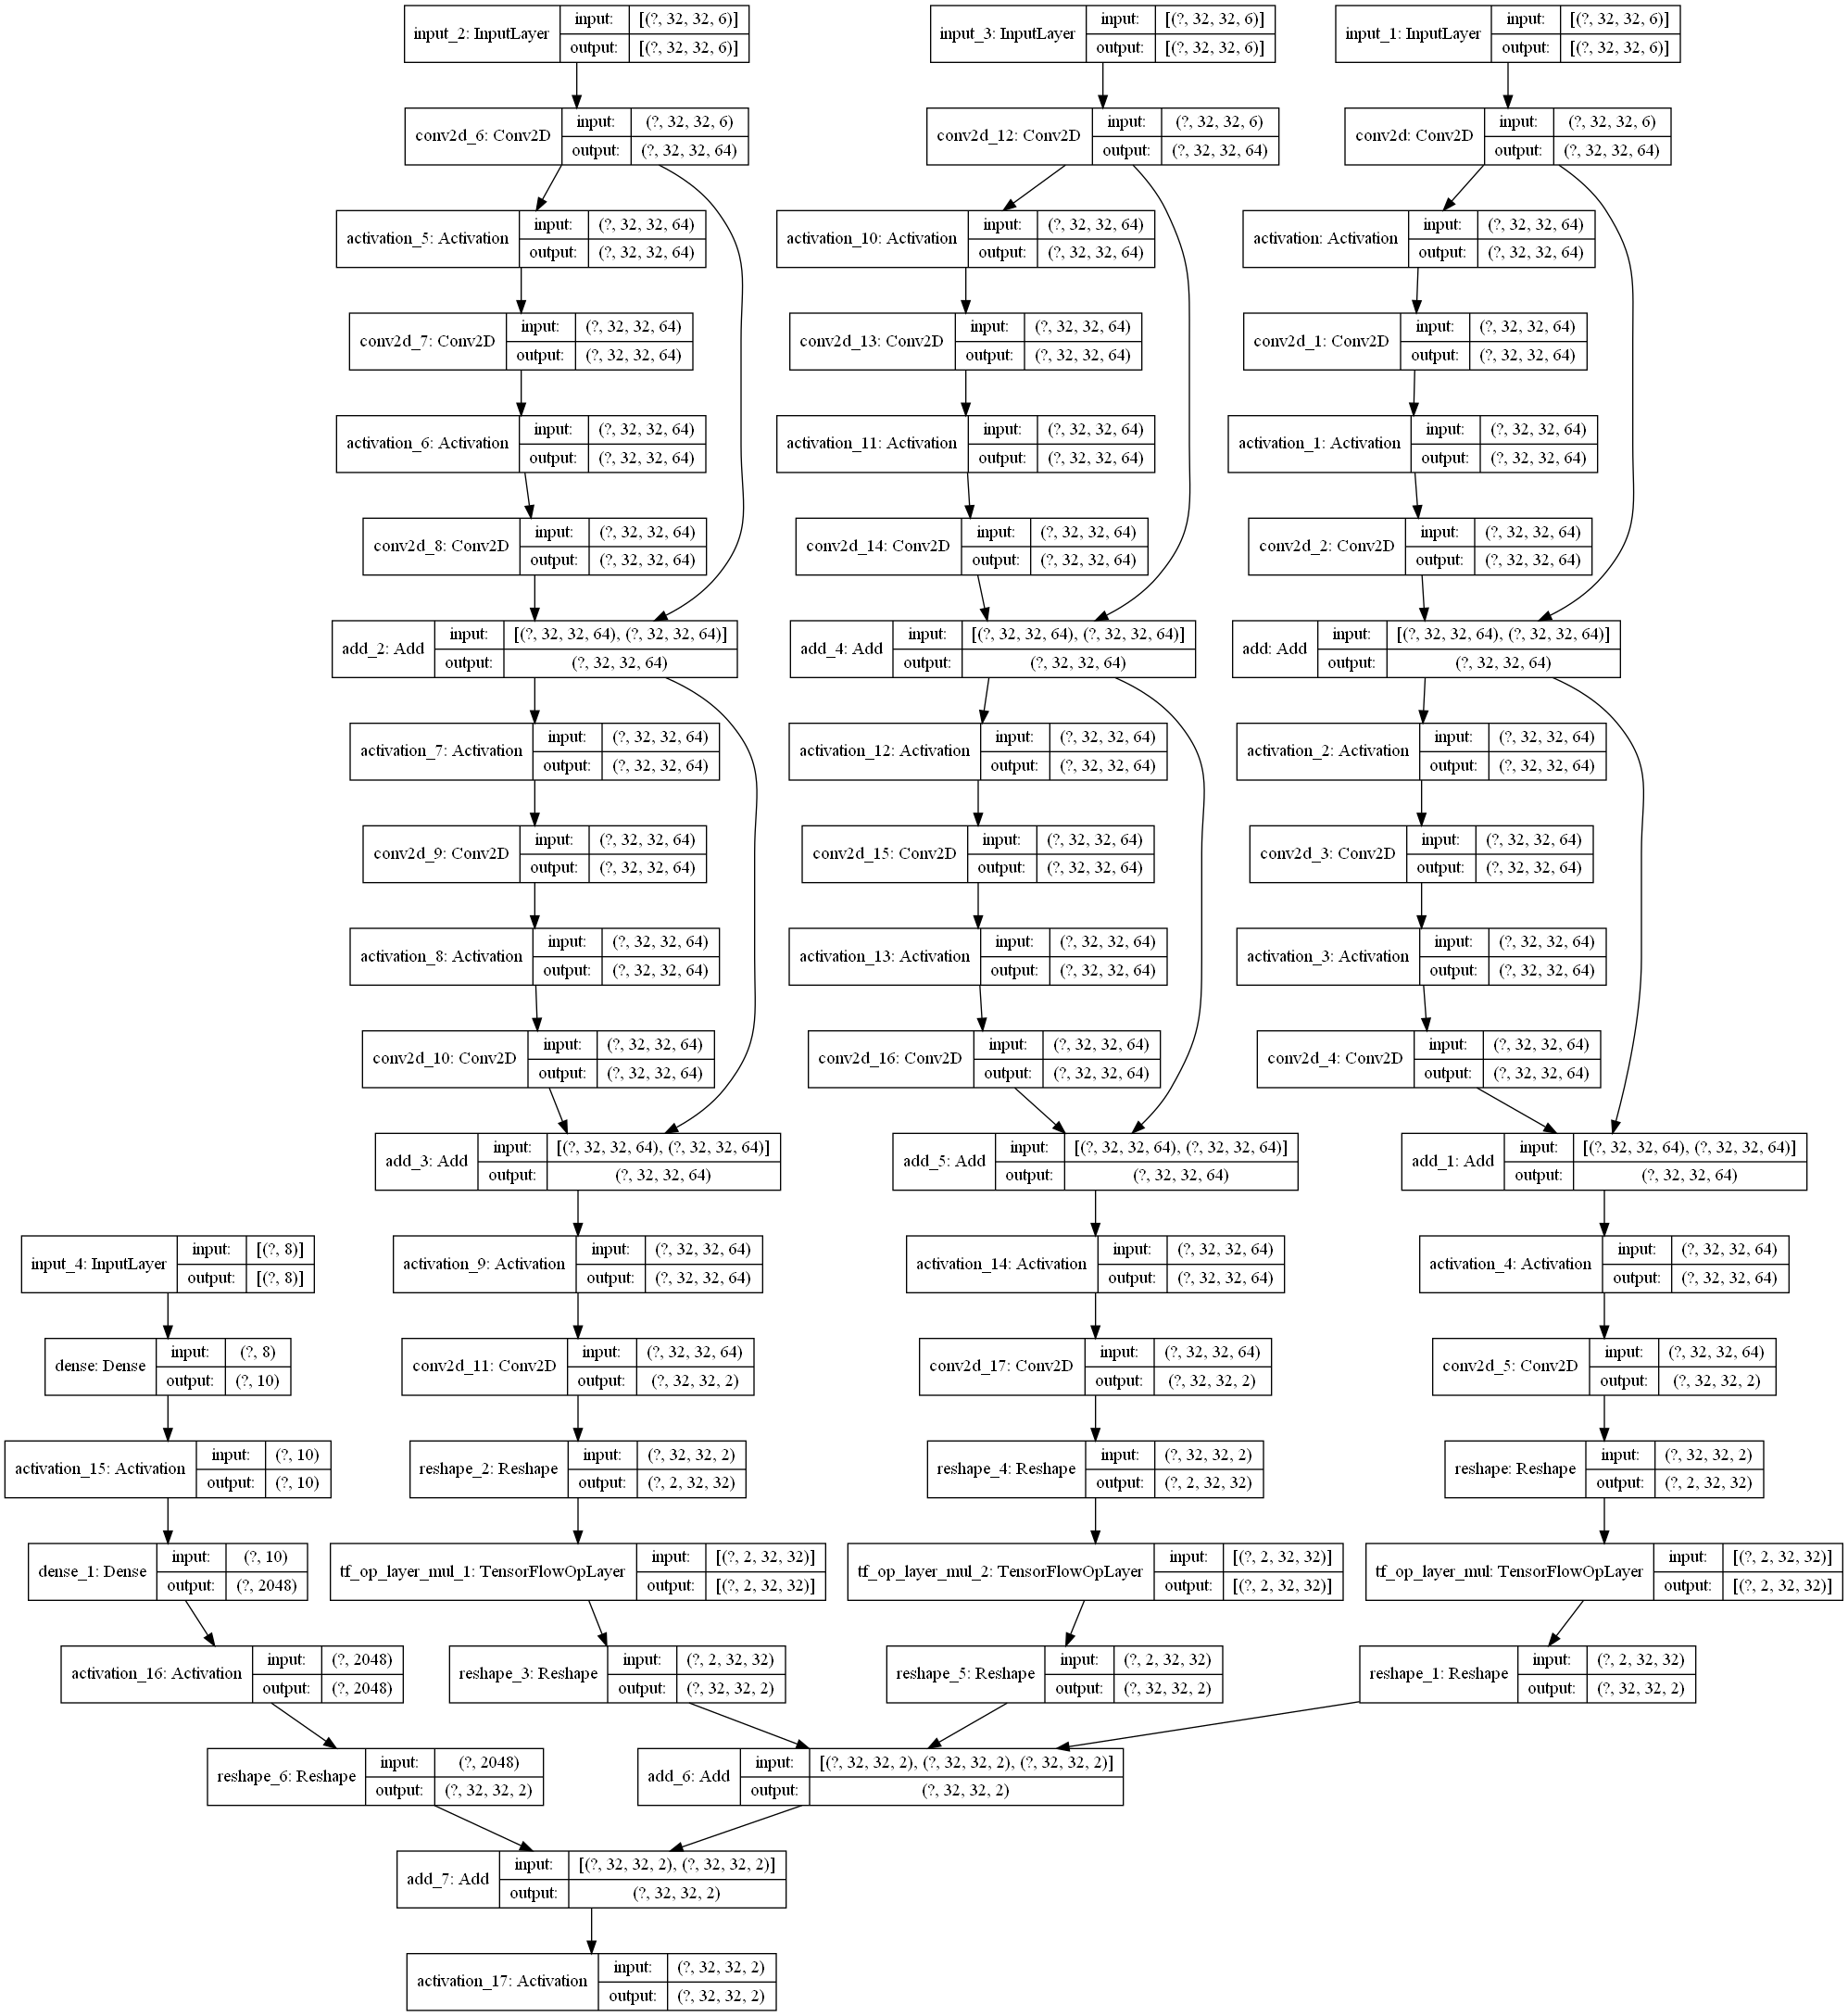 input_2: InputLayer input: [(?, 32, 32, 6)] output: [(?, 32, 32, 6)]
input_3: InputLayer input: [(?, 32, 32, 6)] output: [(?, 32, 32, 6)]
input_1: InputLayer input: [(?, 32, 32, 6)] output: [(?, 32, 32, 6)]
conv2d_6: Conv2D input: (?, 32, 32, 6) output: (?, 32, 32, 64)
conv2d_12: Conv2D input: (?, 32, 32, 6) output: (?, 32, 32, 64)
conv2d: Conv2D input: (?, 32, 32, 6) output: (?, 32, 32, 64)
activation_5: Activation input: (?, 32, 32, 64) output: (?, 32, 32, 64)
activation_10: Activation input: (?, 32, 32, 64) output: (?, 32, 32, 64)
activation: Activation input: (?, 32, 32, 64) output: (?, 32, 32, 64)
conv2d_7: Conv2D input: (?, 32, 32, 64) output: (?, 32, 32, 64)
conv2d_13: Conv2D input: (?, 32, 32, 64) output: (?, 32, 32, 64)
conv2d_1: Conv2D input: (?, 32, 32, 64) output: (?, 32, 32, 64)
activation_6: Activation input: (?, 32, 32, 64) output: (?, 32, 32, 64)
activation_11: Activation input: (?, 32, 32, 64) output: (?, 32, 32, 64)
activation_1: Activation input: (?, 32, 32, 64) output: (?, 32, 32, 64)
conv2d_8: Conv2D input: (?, 32, 32, 64) output: (?, 32, 32, 64)
conv2d_14: Conv2D input: (?, 32, 32, 64) output: (?, 32, 32, 64)
conv2d_2: Conv2D input: (?, 32, 32, 64) output: (?, 32, 32, 64)
add_2: Add input: [(?, 32, 32, 64), (?, 32, 32, 64)] output: (?, 32, 32, 64)
add_4: Add input: [(?, 32, 32, 64), (?, 32, 32, 64)] output: (?, 32, 32, 64)
add: Add input: [(?, 32, 32, 64), (?, 32, 32, 64)] output: (?, 32, 32, 64)
activation_7: Activation input: (?, 32, 32, 64) output: (?, 32, 32, 64)
activation_12: Activation input: (?, 32, 32, 64) output: (?, 32, 32, 64)
activation_2: Activation input: (?, 32, 32, 64) output: (?, 32, 32, 64)
conv2d_9: Conv2D input: (?, 32, 32, 64) output: (?, 32, 32, 64)
conv2d_15: Conv2D input: (?, 32, 32, 64) output: (?, 32, 32, 64)
conv2d_3: Conv2D input: (?, 32, 32, 64) output: (?, 32, 32, 64)
activation_8: Activation input: (?, 32, 32, 64) output: (?, 32, 32, 64)
activation_13: Activation input: (?, 32, 32, 64) output: (?, 32, 32, 64)
activation_3: Activation input: (?, 32, 32, 64) output: (?, 32, 32, 64)
conv2d_10: Conv2D input: (?, 32, 32, 64) output: (?, 32, 32, 64)
conv2d_16: Conv2D input: (?, 32, 32, 64) output: (?, 32, 32, 64)
conv2d_4: Conv2D input: (?, 32, 32, 64) output: (?, 32, 32, 64)
add_3: Add input: [(?, 32, 32, 64), (?, 32, 32, 64)] output: (?, 32, 32, 64)
add_5: Add input: [(?, 32, 32, 64), (?, 32, 32, 64)] output: (?, 32, 32, 64)
add_1: Add input: [(?, 32, 32, 64), (?, 32, 32, 64)] output: (?, 32, 32, 64)
input_4: InputLayer input: [(?, 8)] output: [(?, 8)]
activation_9: Activation input: (?, 32, 32, 64) output: (?, 32, 32, 64)
activation_14: Activation input: (?, 32, 32, 64) output: (?, 32, 32, 64)
activation_4: Activation input: (?, 32, 32, 64) output: (?, 32, 32, 64)
dense: Dense input: (?, 8) output: (?, 10)
conv2d_11: Conv2D input: (?, 32, 32, 64) output: (?, 32, 32, 2)
conv2d_17: Conv2D input: (?, 32, 32, 64) output: (?, 32, 32, 2)
conv2d_5: Conv2D input: (?, 32, 32, 64) output: (?, 32, 32, 2)
activation_15: Activation input: (?, 10) output: (?, 10)
reshape_2: Reshape input: (?, 32, 32, 2) output: (?, 2, 32, 32)
reshape_4: Reshape input: (?, 32, 32, 2) output: (?, 2, 32, 32)
reshape: Reshape input: (?, 32, 32, 2) output: (?, 2, 32, 32)
dense_1: Dense input: (?, 10) output: (?, 2048)
tf_op_layer_mul_1: TensorFlowOpLayer input: [(?, 2, 32, 32)] output: [(?, 2, 32, 32)]
tf_op_layer_mul_2: TensorFlowOpLayer input: [(?, 2, 32, 32)] output: [(?, 2, 32, 32)]
tf_op_layer_mul: TensorFlowOpLayer input: [(?, 2, 32, 32)] output: [(?, 2, 32, 32)]
activation_16: Activation input: (?, 2048) output: (?, 2048)
reshape_3: Reshape input: (?, 2, 32, 32) output: (?, 32, 32, 2)
reshape_5: Reshape input: (?, 2, 32, 32) output: (?, 32, 32, 2)
reshape_1: Reshape input: (?, 2, 32, 32) output: (?, 32, 32, 2)
reshape_6: Reshape input: (?, 2048) output: (?, 32, 32, 2)
add_6: Add input: [(?, 32, 32, 2), (?, 32, 32, 2), (?, 32, 32, 2)] output: (?, 32, 32, 2)
add_7: Add input: [(?, 32, 32, 2), (?, 32, 32, 2)] output: (?, 32, 32, 2)
activation_17: Activation input: (?, 32, 32, 2) output: (?, 32, 32, 2)